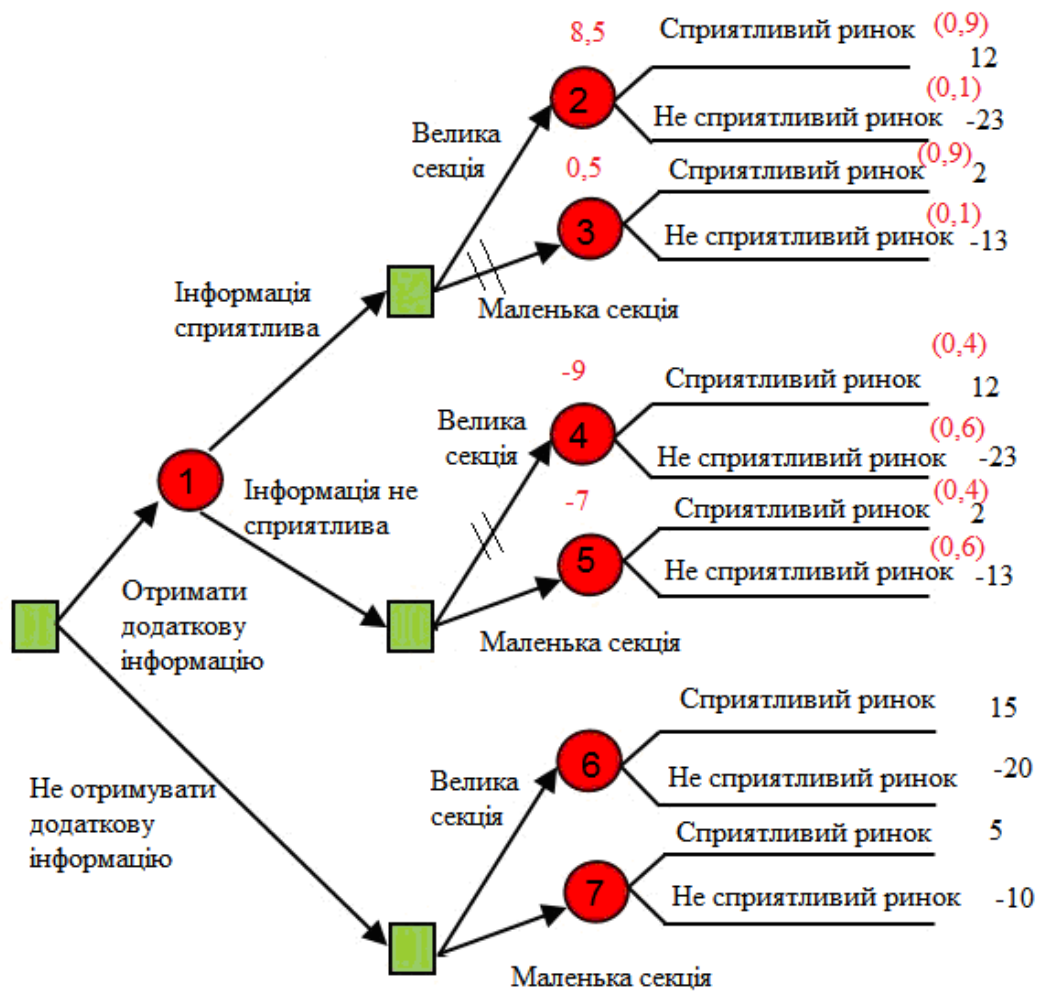 8,5
Сприятливий ринок (0,9)
12
2
(0,1)
Не сприятливий ринок -23
Велика
секція
0,5
(0,9)
Сприятливий ринок 2
3
(0,1)
Не сприятливий ринок -13
Інформація
сприятлива
Маленька секція
(0,4)
-9
Сприятливий ринок 12
Велика
секція
4
(0,6)
Не сприятливий ринок -23
1
Інформація не
сприятлива
-7
(0,4)
Сприятливий ринок 2
5
(0,6)
Не сприятливий ринок -13
Отримати
додаткову
інформацію
Маленька секція
Сприятливий ринок 15
6
Не сприятливий ринок -20
Велика
секція
Не отримувати
додаткову
інформацію
Сприятливий ринок 5
7
Не сприятливий ринок -10
Маленька секція